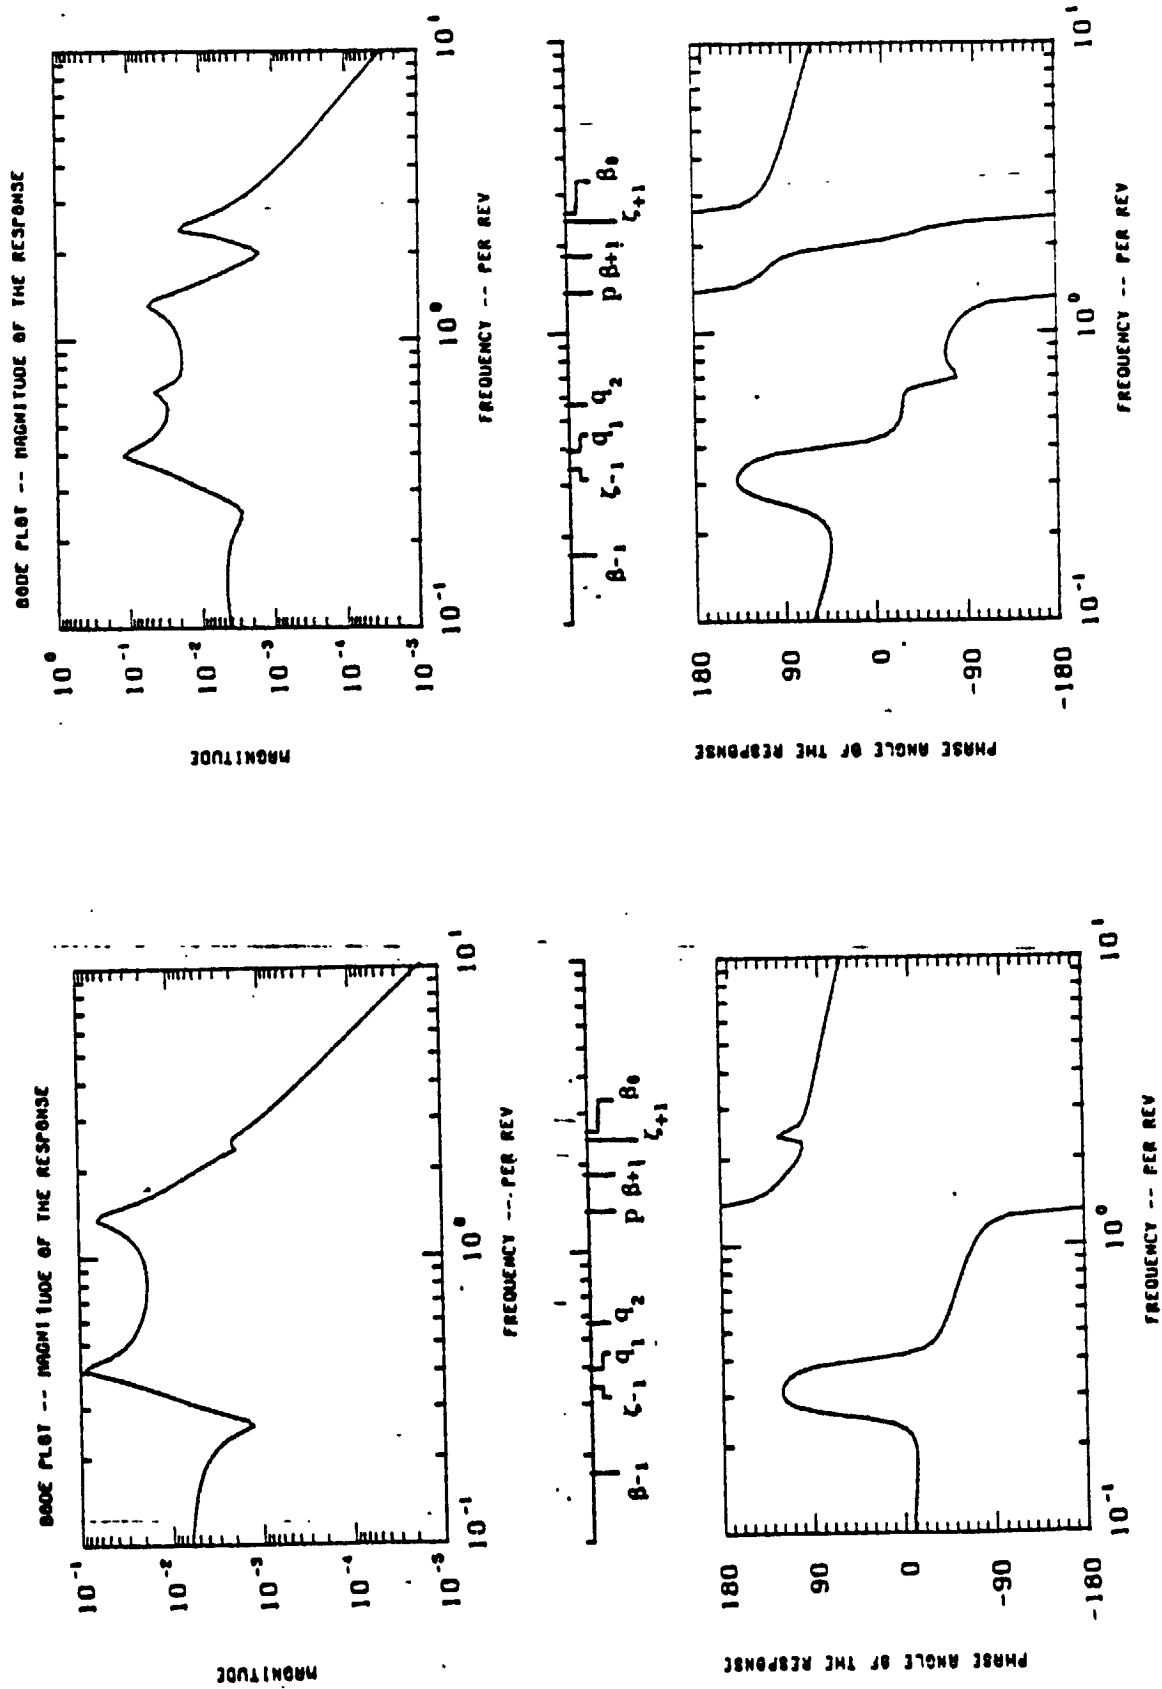 BODE PLOT -- MAGNITUDE OF THE RESPONSE
MAGNITUDE
10⁻¹
10⁻²
10⁻³
10⁻⁴
10⁻⁵
10⁻¹ 10⁰ 10¹
FREQUENCY -- PER REV
β-1 ζ-1 q₁ q₂ p β+1 ζ+1 β₀
PHASE ANGLE OF THE RESPONSE
180
90
0
-90
-180
10⁻¹ 10⁰ 10¹
FREQUENCY -- PER REV
BODE PLOT -- MAGNITUDE OF THE RESPONSE
MAGNITUDE
10⁰
10⁻¹
10⁻²
10⁻³
10⁻⁴
10⁻⁵
10⁻¹ 10⁰ 10¹
FREQUENCY -- PER REV
β-1 ζ-1 q₁ q₂ p β+1 ζ+1 β₀
PHASE ANGLE OF THE RESPONSE
180
90
0
-90
-180
10⁻¹ 10⁰ 10¹
FREQUENCY -- PER REV